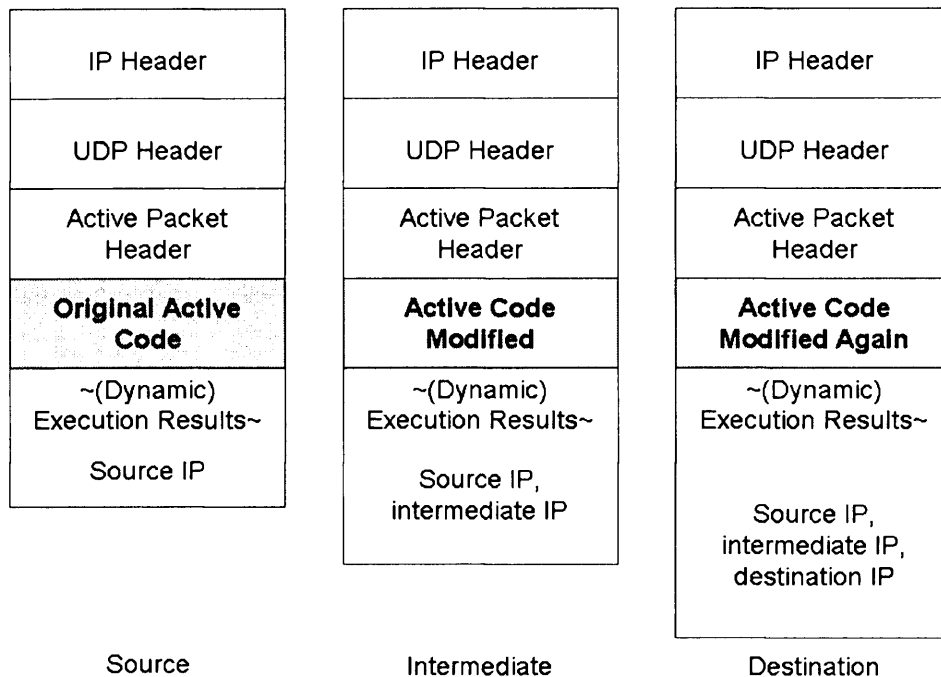 IP Header
UDP Header
Active Packet
Header
Original Active
Code
~(Dynamic)
Execution Results~
Source IP
Source
IP Header
UDP Header
Active Packet
Header
Active Code
Modified
~(Dynamic)
Execution Results~
Source IP,
intermediate IP
Intermediate
IP Header
UDP Header
Active Packet
Header
Active Code
Modified Again
~(Dynamic)
Execution Results~
Source IP,
intermediate IP,
destination IP
Destination